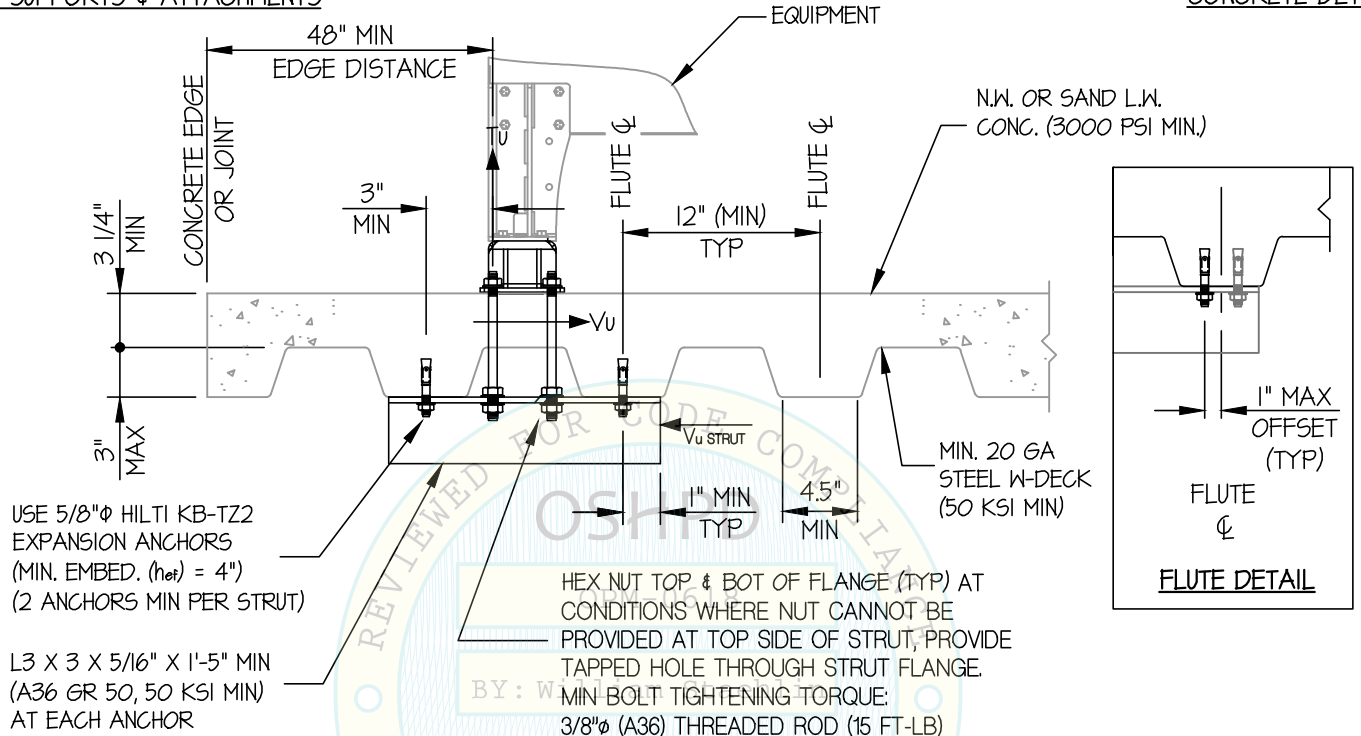 SUPPORTS & ATTACHMENTS
EQUIPMENT
48" MIN
EDGE DISTANCE
CONCRETE EDGE
OR JOINT
N.W. OR SAND L.W.
CONC. (3000 PSI MIN.)
Tu
FLUTE ℄
FLUTE ℄
3"
MIN
12" (MIN)
TYP
3 1/4"
MIN
Vu
3"
MAX
Vu STRUT
1" MIN
TYP
4.5"
MIN
MIN. 20 GA
STEEL W-DECK
(50 KSI MIN)
1" MAX
OFFSET
(TYP)
FLUTE
℄
FLUTE DETAIL
USE 5/8"φ HILTI KB-TZ2
EXPANSION ANCHORS
(MIN. EMBED. (hef) = 4")
(2 ANCHORS MIN PER STRUT)
L3 X 3 X 5/16" X 1'-5" MIN
(A36 GR 50, 50 KSI MIN)
AT EACH ANCHOR
HEX NUT TOP & BOT OF FLANGE (TYP) AT
CONDITIONS WHERE NUT CANNOT BE
PROVIDED AT TOP SIDE OF STRUT, PROVIDE
TAPPED HOLE THROUGH STRUT FLANGE.
MIN BOLT TIGHTENING TORQUE:
3/8"φ (A36) THREADED ROD (15 FT-LB)
REVIEWED FOR CODE COMPLIANCE
OSHPD
OPM-0618
BY: William Staehlin